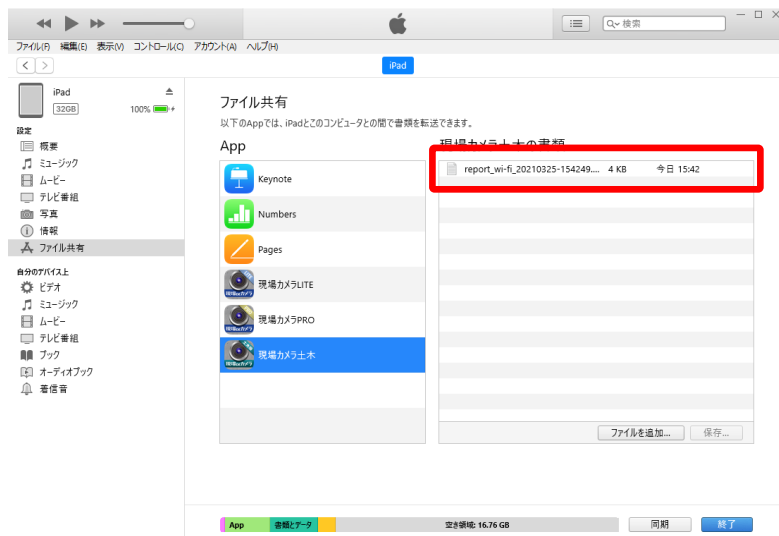 検索
ファイル(F) 編集(E) 表示(V) コントロール(C) アカウント(A) ヘルプ(H)
iPad
iPad
32GB 100%
設定
概要
ミュージック
ムービー
テレビ番組
写真
情報
ファイル共有
自分のデバイス上
ビデオ
ミュージック
ムービー
テレビ番組
ブック
オーディオブック
着信音
ファイル共有
以下のAppでは、iPadとこのコンピュータとの間で書類を転送できます。
App
Keynote
Numbers
Pages
現場カメラLITE
現場カメラPRO
現場カメラ土木
現場カメラ土木の書類
report_wi-fi_20210325-154249.... 4 KB 今日 15:42
ファイルを追加... 保存...
App 書類とデータ 空き領域: 16.76 GB 同期 終了